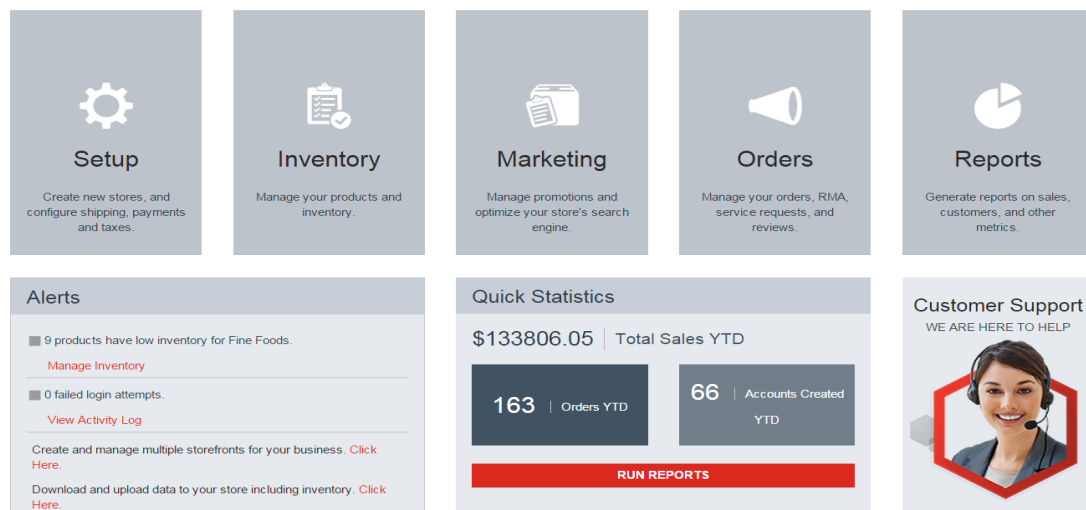 Setup
Create new stores, and
configure shipping, payments
and taxes.
Inventory
Manage your products and
inventory.
Marketing
Manage promotions and
optimize your store's search
engine.
Orders
Manage your orders, RMA,
service requests, and
reviews.
Reports
Generate reports on sales,
customers, and other
metrics.
Alerts
9 products have low inventory for Fine Foods.
Manage Inventory
0 failed login attempts.
View Activity Log
Create and manage multiple storefronts for your business. Click
Here.
Download and upload data to your store including inventory. Click
Here.
Quick Statistics
$133806.05 | Total Sales YTD
163 | Orders YTD
66 | Accounts Created
YTD
RUN REPORTS
Customer Support
WE ARE HERE TO HELP